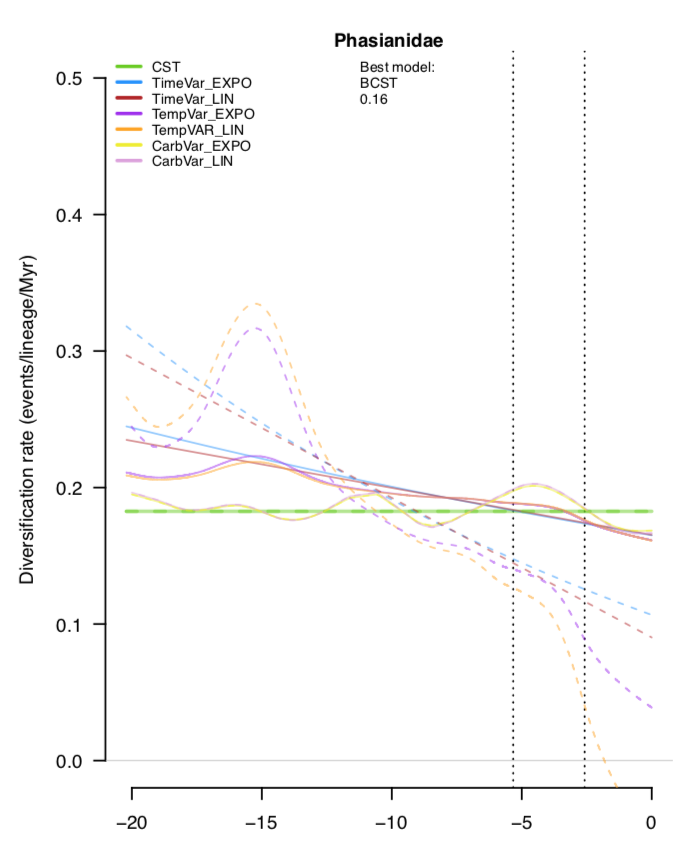 Phasianidae
CST
TimeVar_EXPO
TimeVar_LIN
TempVar_EXPO
TempVAR_LIN
CarbVar_EXPO
CarbVar_LIN
Best model:
BCST
0.16
Diversification rate (events/lineage/Myr)
0.5
0.4
0.3
0.2
0.1
0.0
−20
−15
−10
−5
0